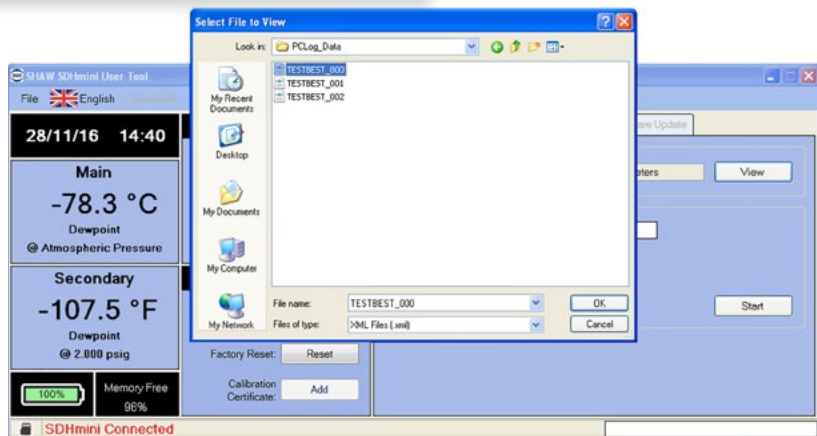 Select File to View
Look in: PCLog_Data
TESTBEST_000
TESTBEST_001
TESTBEST_002
My Recent
Documents
Desktop
My Documents
My Computer
My Network
File name: TESTBEST_000 OK
Files of type: XML Files (.xml) Cancel
SHAW SDHmini User Tool
File English
28/11/16 14:40
Main
-78.3 °C
Dewpoint
@ Atmospheric Pressure
Secondary
-107.5 °F
Dewpoint
@ 2.000 psig
100% Memory Free
96%
Factory Reset: Reset
Calibration
Certificate: Add
Update
View
Start
SDHmini Connected